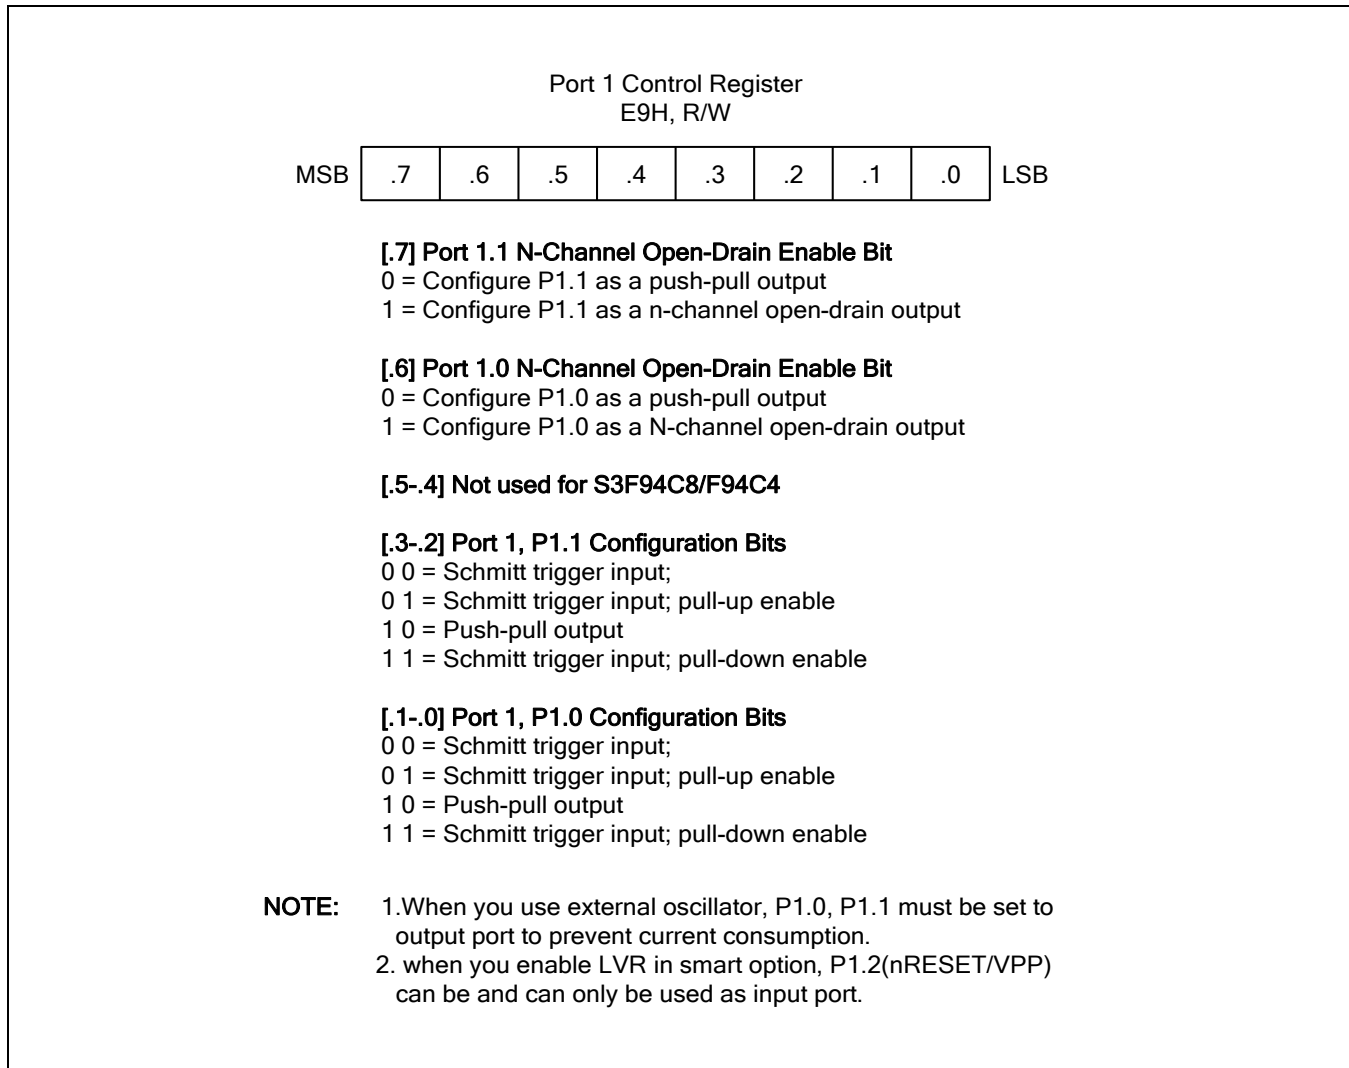 Port 1 Control Register
E9H, R/W
MSB .7 .6 .5 .4 .3 .2 .1 .0 LSB
[.7] Port 1.1 N-Channel Open-Drain Enable Bit
0 = Configure P1.1 as a push-pull output
1 = Configure P1.1 as a n-channel open-drain output
[.6] Port 1.0 N-Channel Open-Drain Enable Bit
0 = Configure P1.0 as a push-pull output
1 = Configure P1.0 as a N-channel open-drain output
[.5-.4] Not used for S3F94C8/F94C4
[.3-.2] Port 1, P1.1 Configuration Bits
0 0 = Schmitt trigger input;
0 1 = Schmitt trigger input; pull-up enable
1 0 = Push-pull output
1 1 = Schmitt trigger input; pull-down enable
[.1-.0] Port 1, P1.0 Configuration Bits
0 0 = Schmitt trigger input;
0 1 = Schmitt trigger input; pull-up enable
1 0 = Push-pull output
1 1 = Schmitt trigger input; pull-down enable
NOTE: 1.When you use external oscillator, P1.0, P1.1 must be set to
output port to prevent current consumption.
2. when you enable LVR in smart option, P1.2(nRESET/VPP)
can be and can only be used as input port.